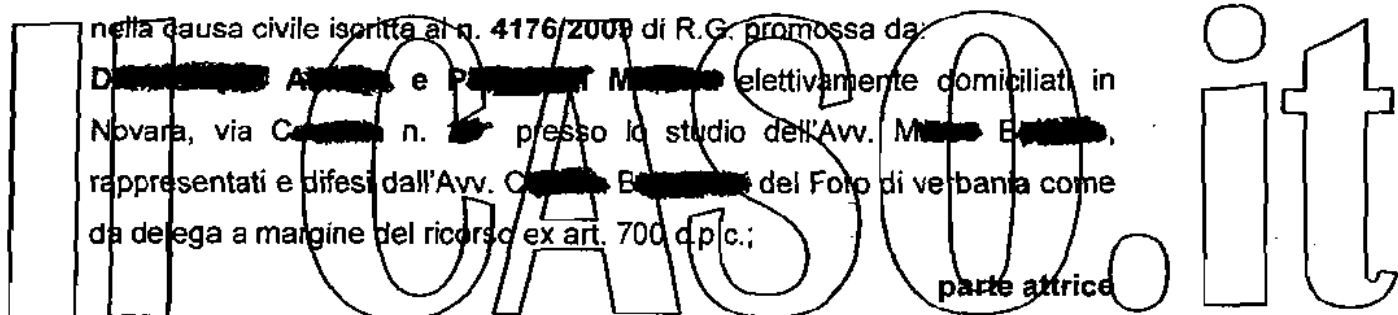 nella causa civile iscritta al n. 4176/2009 di R.G. promossa da:
D A e P M elettivamente domiciliati in
Novara, via C n. presso lo studio dell'Avv. M B,
rappresentati e difesi dall'Avv. C B del Foro di verbania come
da delega a margine del ricorso ex art. 700 c.p.c.;
parte attrice
Il CASO.it